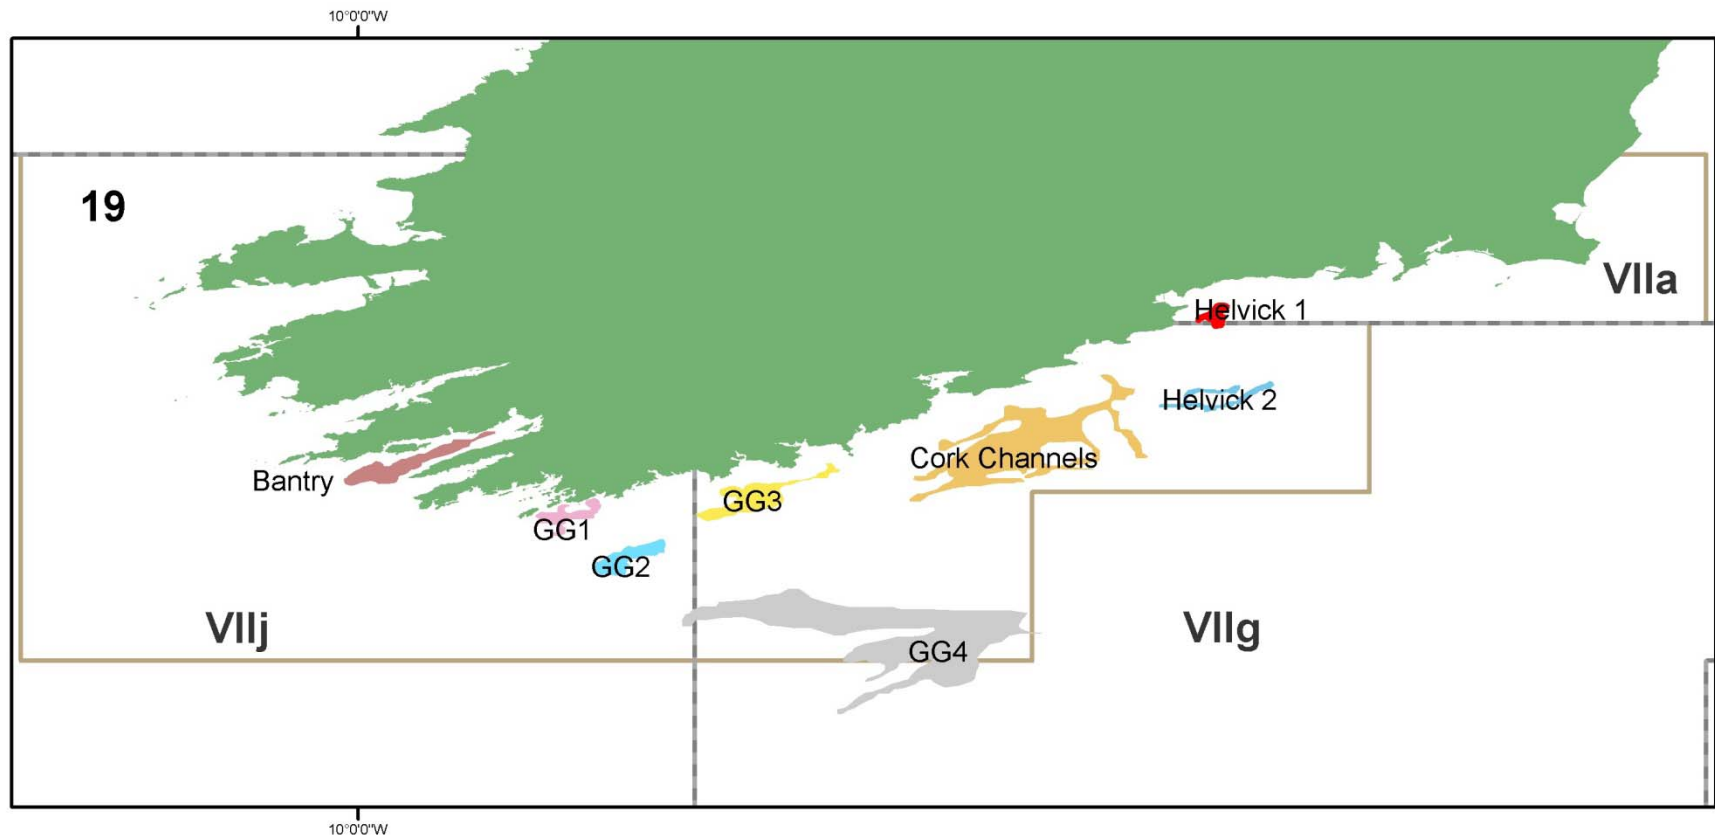 10°0'0"W
19
VIIa
Helvick 1
Helvick 2
Cork Channels
Bantry
GG3
GG1
GG2
VIIj
VIIg
GG4
10°0'0"W